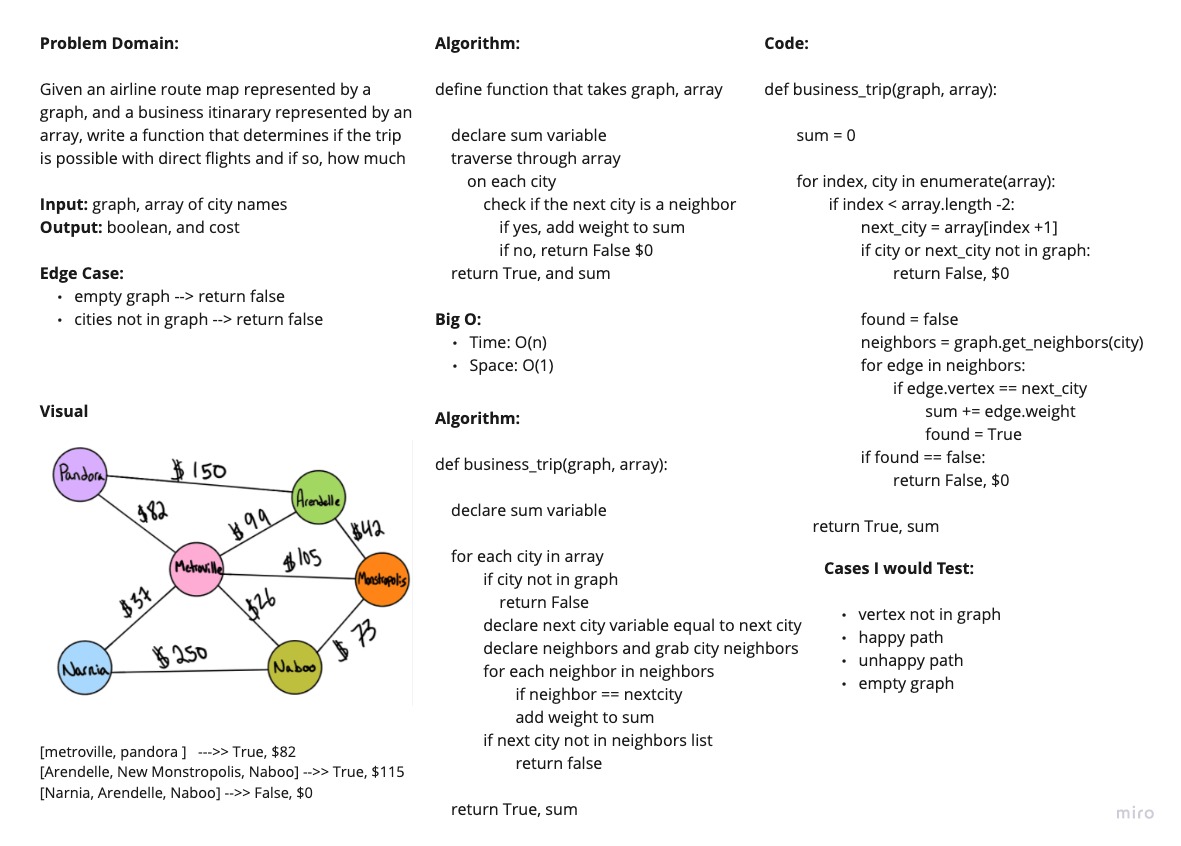 Problem Domain:
Given an airline route map represented by a
graph, and a business itinarary represented by an
array, write a function that determines if the trip
is possible with direct flights and if so, how much
Input: graph, array of city names
Output: boolean, and cost
Edge Case:
• empty graph --> return false
• cities not in graph --> return false
Visual
Pandora
$ 150
Arendelle
$82
$99
$42
Metroville
$105
Monstropolis
$37
$26
$ 73
Narnia
$250
Naboo
[metroville, pandora ] --->> True, $82
[Arendelle, New Monstropolis, Naboo] -->> True, $115
[Narnia, Arendelle, Naboo] -->> False, $0
Algorithm:
define function that takes graph, array
declare sum variable
traverse through array
on each city
check if the next city is a neighbor
if yes, add weight to sum
if no, return False $0
return True, and sum
Big O:
• Time: O(n)
• Space: O(1)
Algorithm:
def business_trip(graph, array):
declare sum variable
for each city in array
if city not in graph
return False
declare next city variable equal to next city
declare neighbors and grab city neighbors
for each neighbor in neighbors
if neighbor == nextcity
add weight to sum
if next city not in neighbors list
return false
return True, sum
Code:
def business_trip(graph, array):
sum = 0
for index, city in enumerate(array):
if index < array.length -2:
next_city = array[index +1]
if city or next_city not in graph:
return False, $0
found = false
neighbors = graph.get_neighbors(city)
for edge in neighbors:
if edge.vertex == next_city
sum += edge.weight
found = True
if found == false:
return False, $0
return True, sum
Cases I would Test:
• vertex not in graph
• happy path
• unhappy path
• empty graph
miro